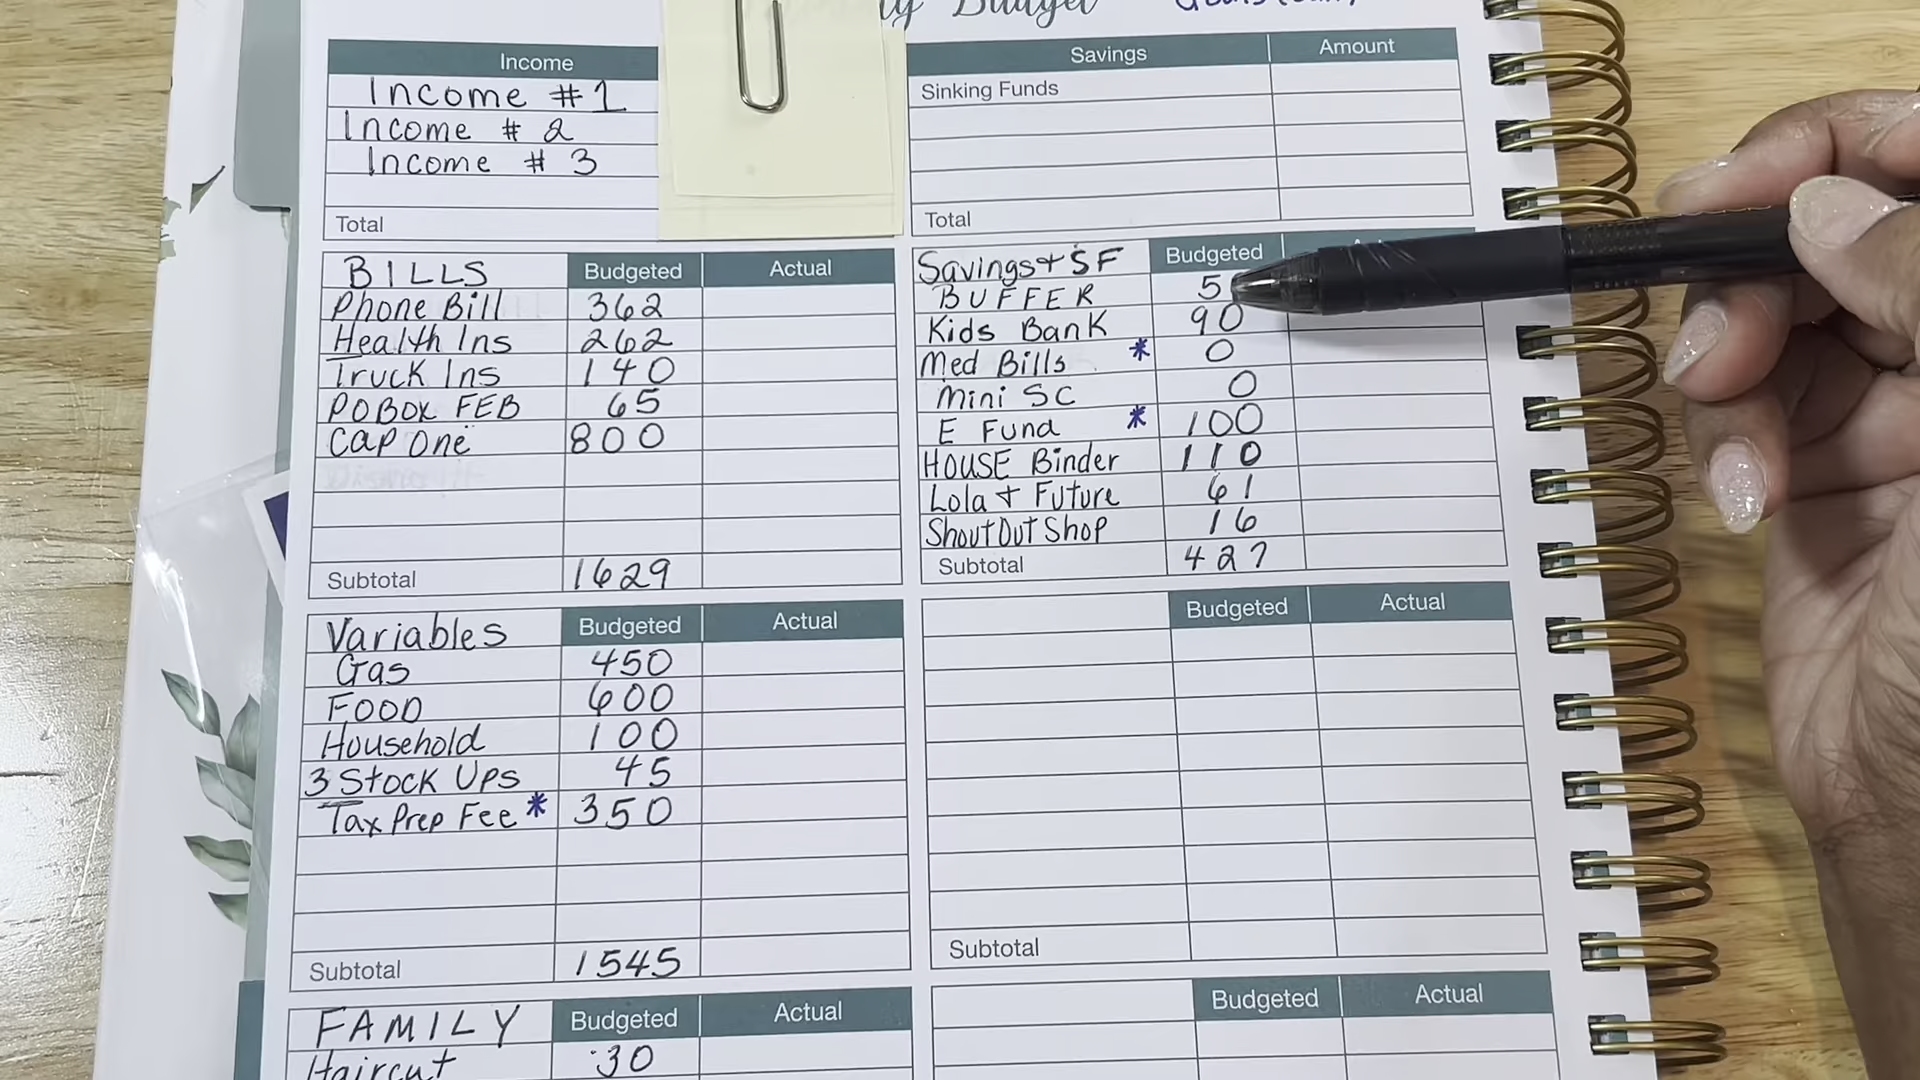 Budget
Income
Income #1
Income # 2
Income # 3
Total
Savings Amount
Sinking Funds
Total
BILLS Budgeted Actual
Phone Bill 362
Health Ins 262
Truck Ins 140
PO Box FEB 65
Cap One 800
Subtotal 1629
Savings + SF Budgeted
BUFFER
Kids Bank 90
Med Bills * 0
Mini SC 0
E Fund * 100
HOUSE Binder 110
Lola + Future 61
ShoutOut Shop 16
Subtotal 427
Variables Budgeted Actual
Gas 450
FOOD 600
Household 100
3 Stock Ups 45
Tax Prep Fee * 350
Subtotal 1545
Budgeted Actual
Subtotal
FAMILY Budgeted Actual
Haircut 30
Budgeted Actual